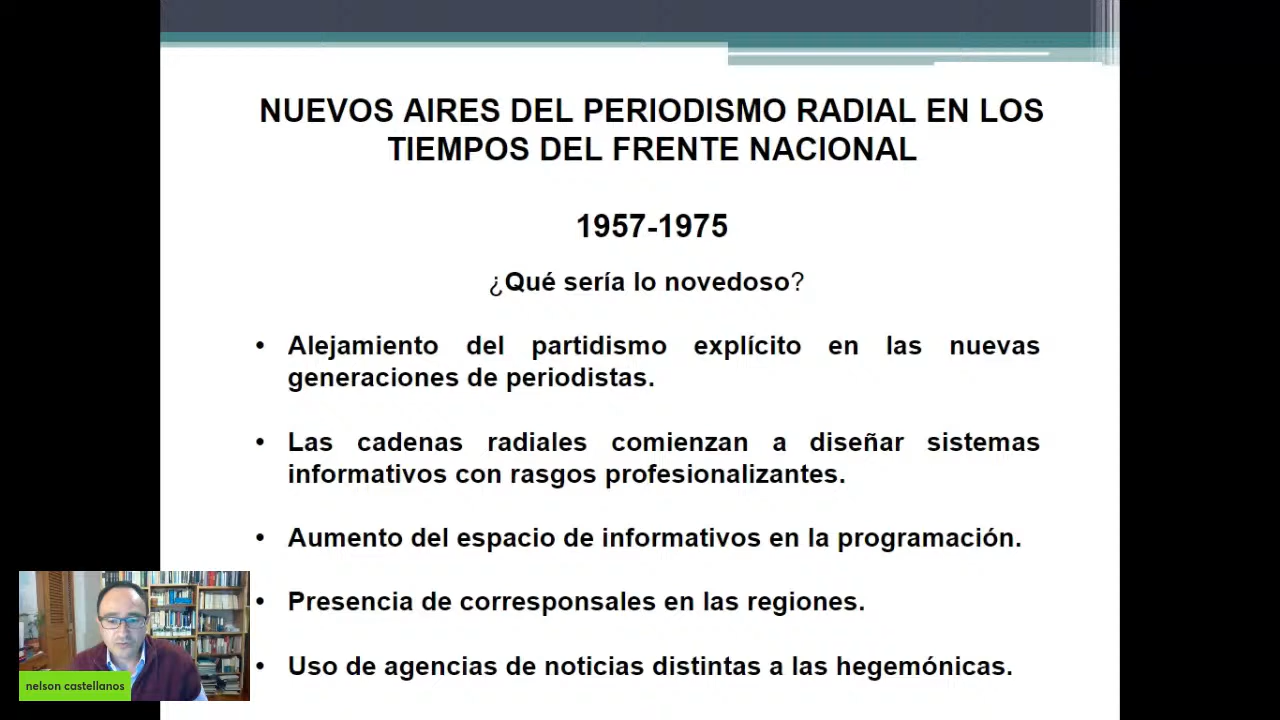 NUEVOS AIRES DEL PERIODISMO RADIAL EN LOS
TIEMPOS DEL FRENTE NACIONAL
1957-1975
¿Qué sería lo novedoso?
• Alejamiento del partidismo explícito en las nuevas
generaciones de periodistas.
• Las cadenas radiales comienzan a diseñar sistemas
informativos con rasgos profesionalizantes.
• Aumento del espacio de informativos en la programación.
• Presencia de corresponsales en las regiones.
• Uso de agencias de noticias distintas a las hegemónicas.
nelson castellanos